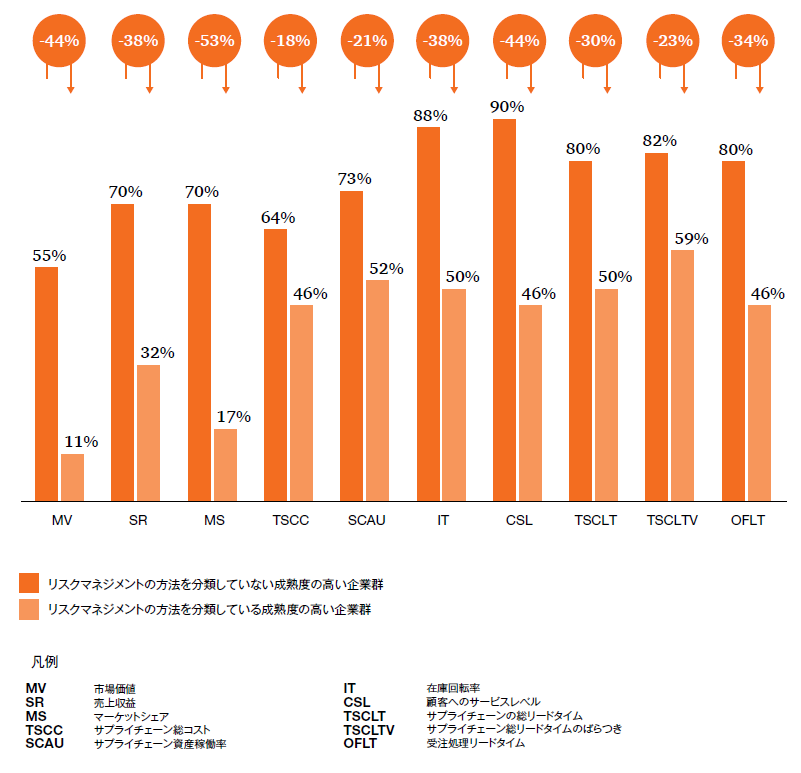 -44% -38% -53% -18% -21% -38% -44% -30% -23% -34%
90%
88%
82%
80% 80%
73%
70% 70%
64%
59%
55%
52% 50% 50%
46% 46% 46%
32%
17%
11%
MV SR MS TSCC SCAU IT CSL TSCLT TSCLTV OFLT
リスクマネジメントの方法を分類していない成熟度の高い企業群
リスクマネジメントの方法を分類している成熟度の高い企業群
凡例
MV 市場価値
SR 売上収益
MS マーケットシェア
TSCC サプライチェーン総コスト
SCAU サプライチェーン資産稼働率
IT 在庫回転率
CSL 顧客へのサービスレベル
TSCLT サプライチェーンの総リードタイム
TSCLTV サプライチェーン総リードタイムのばらつき
OFLT 受注処理リードタイム